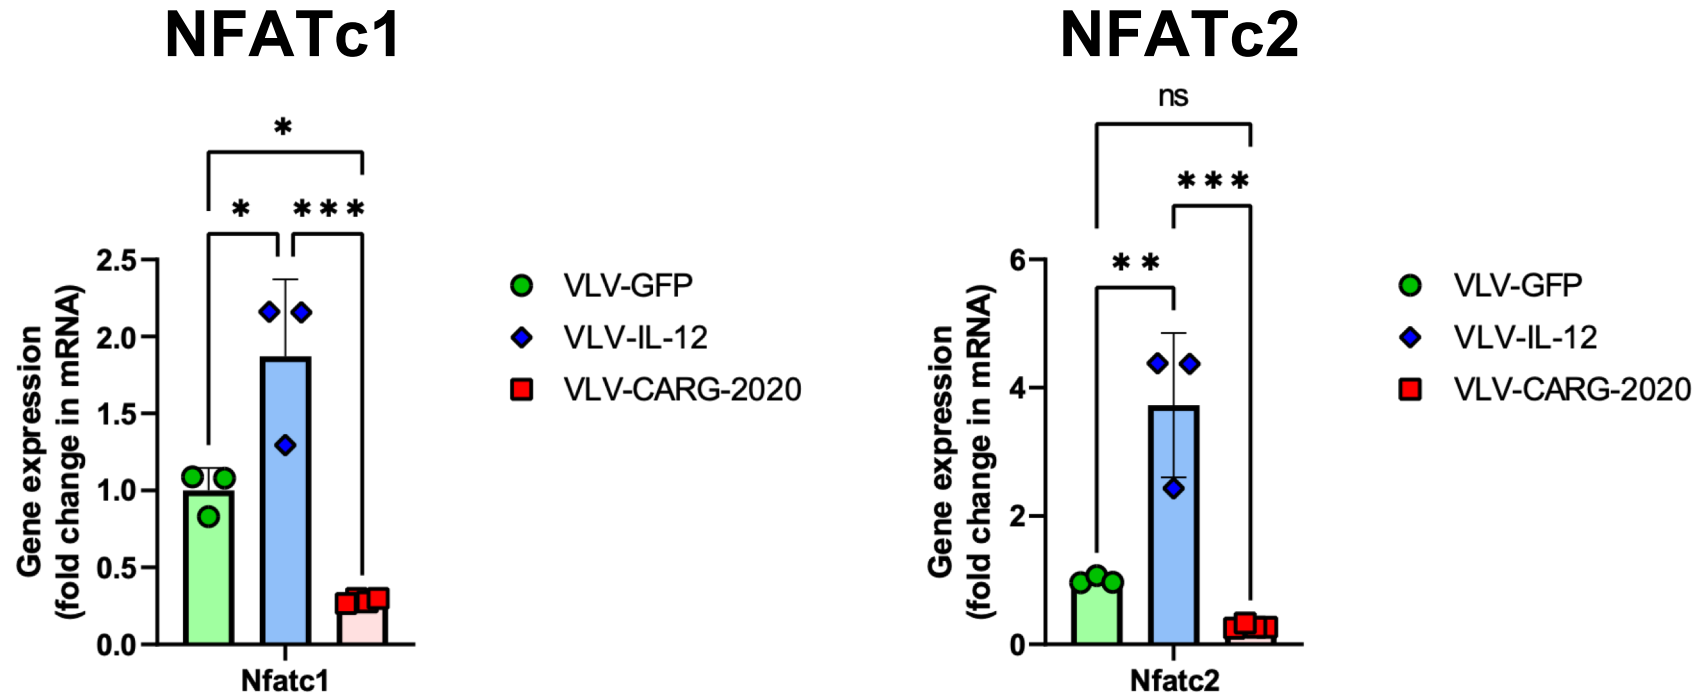 NFATc1
*
*
***
2.5
2.0
1.5
1.0
0.5
0.0
Gene expression
(fold change in mRNA)
Nfatc1
VLV-GFP
VLV-IL-12
VLV-CARG-2020
NFATc2
ns
***
**
6
4
2
0
Gene expression
(fold change in mRNA)
Nfatc2
VLV-GFP
VLV-IL-12
VLV-CARG-2020